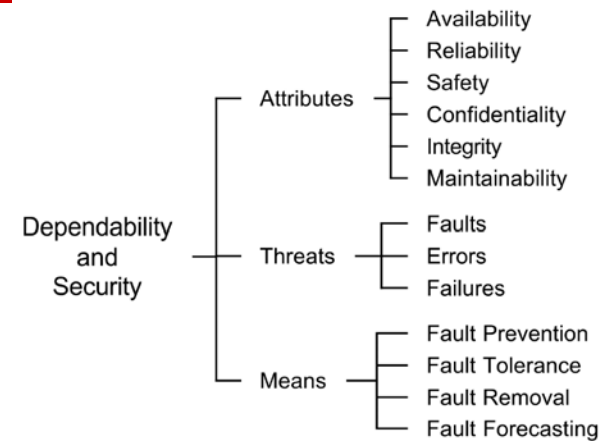 Dependability
and
Security
Attributes
Availability
Reliability
Safety
Confidentiality
Integrity
Maintainability
Threats
Faults
Errors
Failures
Means
Fault Prevention
Fault Tolerance
Fault Removal
Fault Forecasting